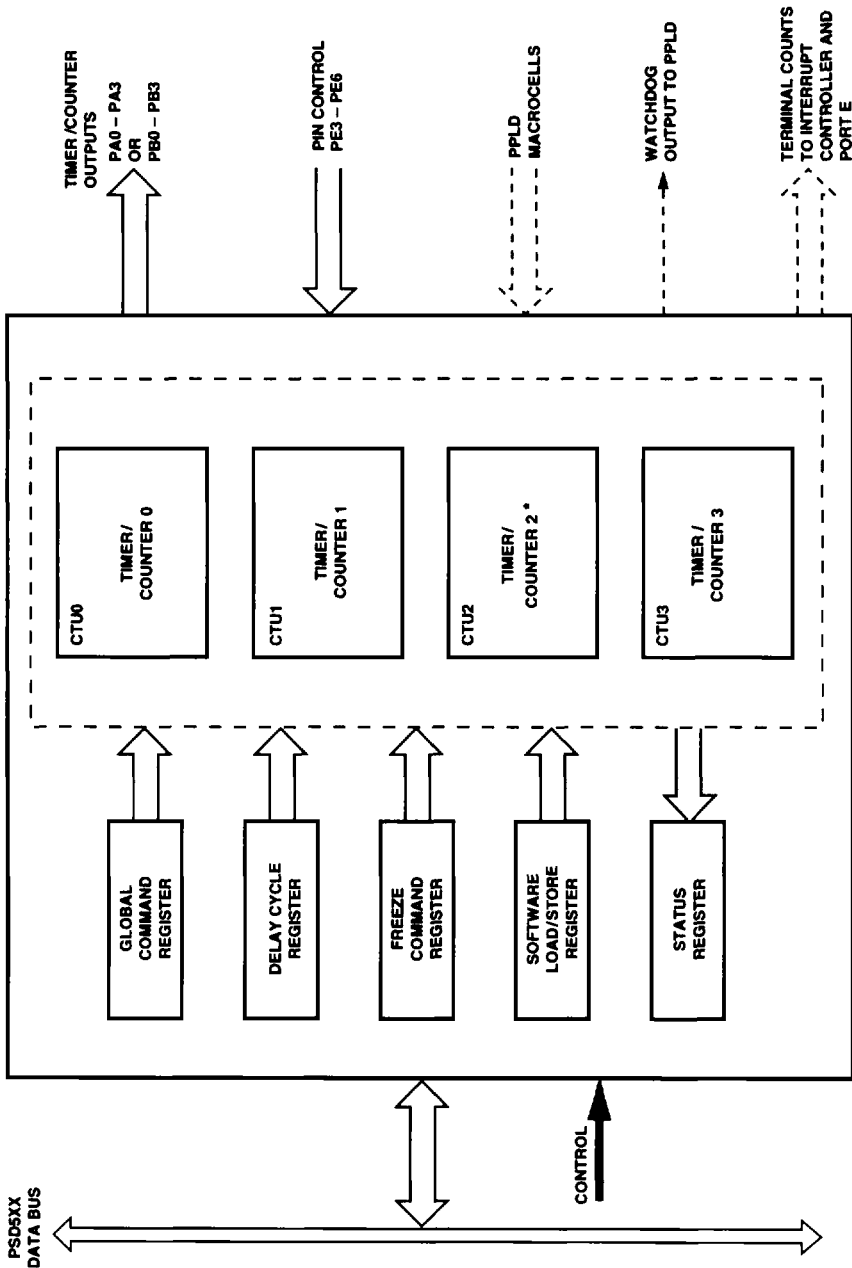 PSD5XX
DATA BUS
CONTROL
GLOBAL
COMMAND
REGISTER
DELAY CYCLE
REGISTER
FREEZE
COMMAND
REGISTER
SOFTWARE
LOAD/STORE
REGISTER
STATUS
REGISTER
CTU0
TIMER/
COUNTER 0
CTU1
TIMER/
COUNTER 1
CTU2
TIMER/
COUNTER 2 *
CTU3
TIMER /
COUNTER 3
TIMER /COUNTER
OUTPUTS
PA0 – PA3
OR
PB0 – PB3
PIN CONTROL
PE3 – PE6
PPLD
MACROCELLS
WATCHDOG
OUTPUT TO PPLD
TERMINAL COUNTS
TO INTERRUPT
CONTROLLER AND
PORT E